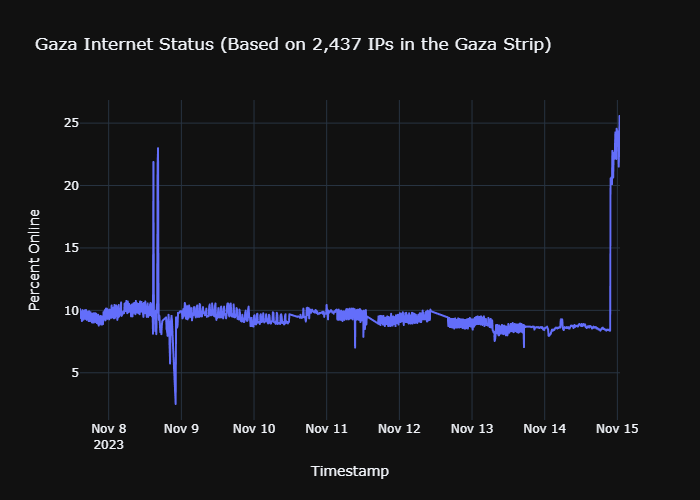 Gaza Internet Status (Based on 2,437 IPs in the Gaza Strip)
25
20
15
10
5
Percent Online
Nov 8 Nov 9 Nov 10 Nov 11 Nov 12 Nov 13 Nov 14 Nov 15
2023
Timestamp